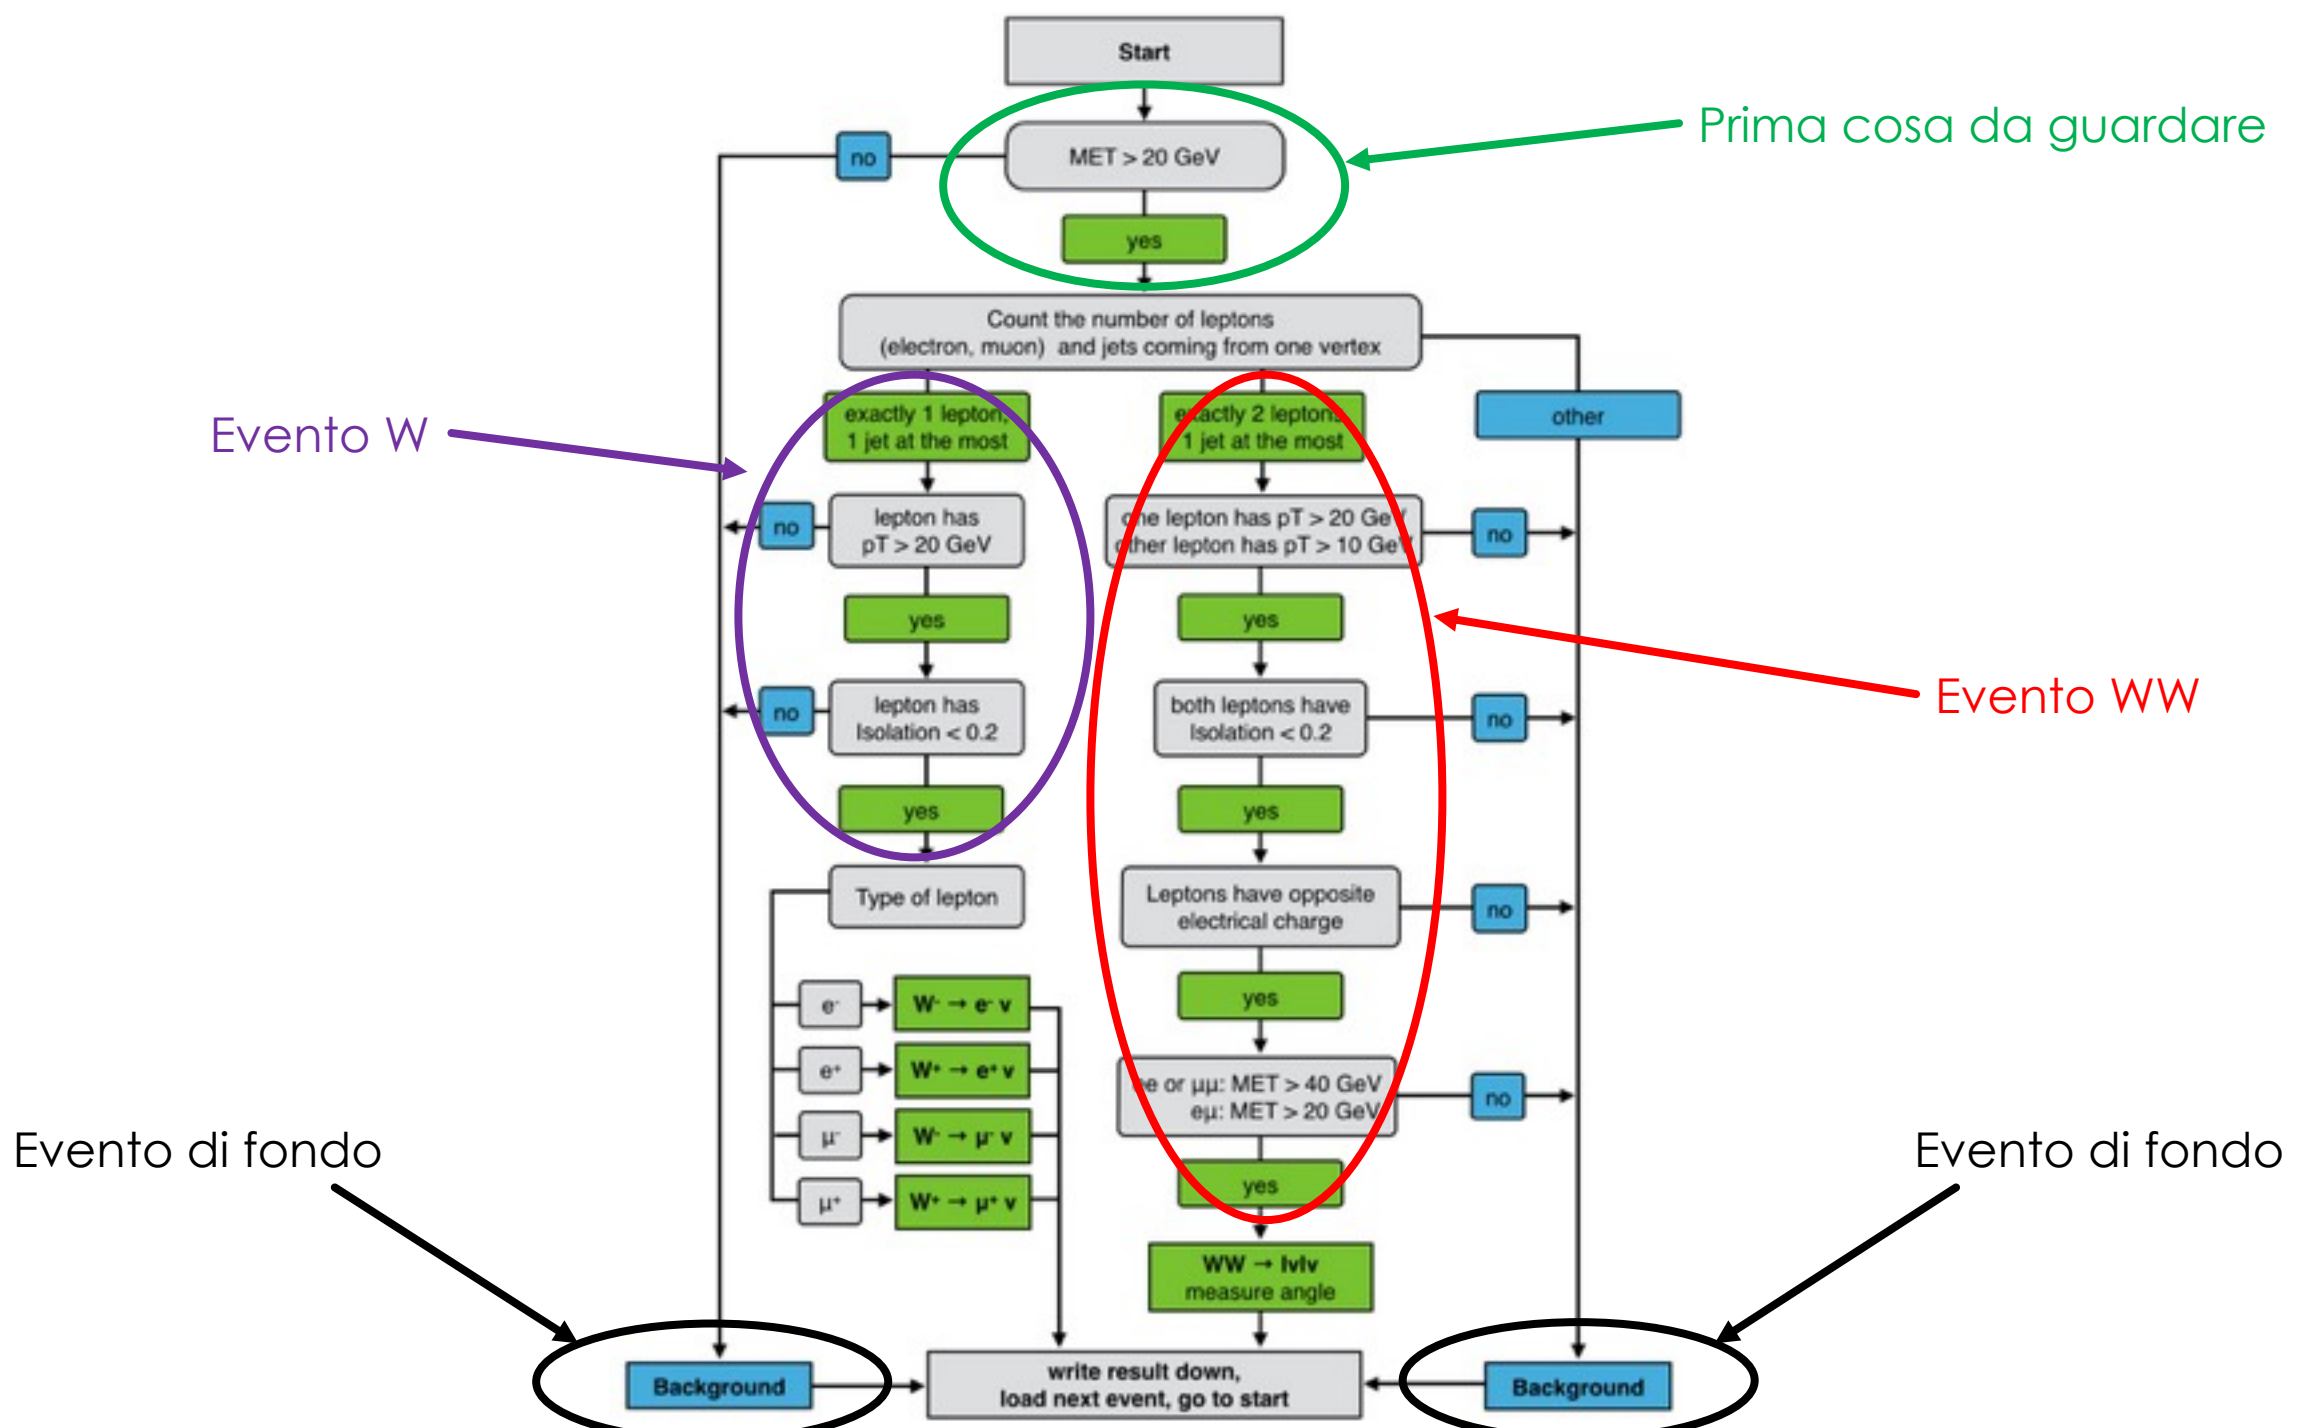 Start
Prima cosa da guardare
no
MET > 20 GeV
yes
Count the number of leptons
(electron, muon) and jets coming from one vertex
Evento W
exactly 1 lepton,
1 jet at the most
exactly 2 leptons,
1 jet at the most
other
no
lepton has
pT > 20 GeV
one lepton has pT > 20 GeV
other lepton has pT > 10 GeV
no
yes
yes
Evento WW
no
lepton has
Isolation < 0.2
both leptons have
Isolation < 0.2
no
yes
yes
Type of lepton
Leptons have opposite
electrical charge
no
yes
e⁻
W⁻ → e⁻ ν
e⁺
W⁺ → e⁺ ν
μ⁻
W⁻ → μ⁻ ν
μ⁺
W⁺ → μ⁺ ν
ee or μμ: MET > 40 GeV
eμ: MET > 20 GeV
no
yes
Evento di fondo
Evento di fondo
WW → lνlν
measure angle
Background
write result down,
load next event, go to start
Background